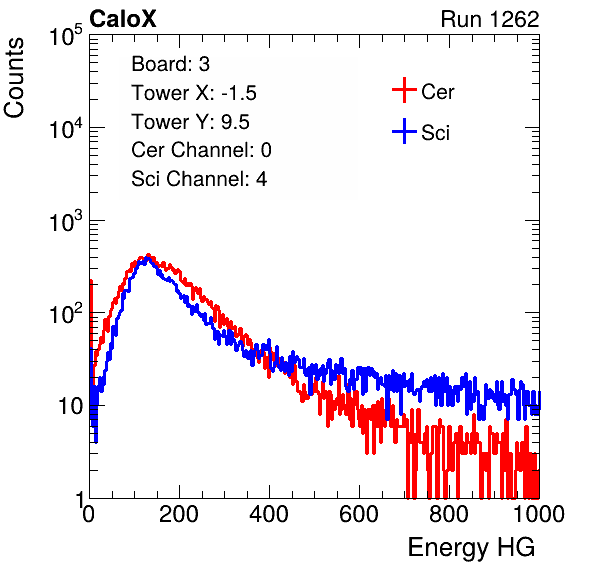 CaloX Run 1262
Counts
Board: 3
Tower X: -1.5
Tower Y: 9.5
Cer Channel: 0
Sci Channel: 4
Cer
Sci
10^5
10^4
10^3
10^2
10
1
0 200 400 600 800 1000
Energy HG